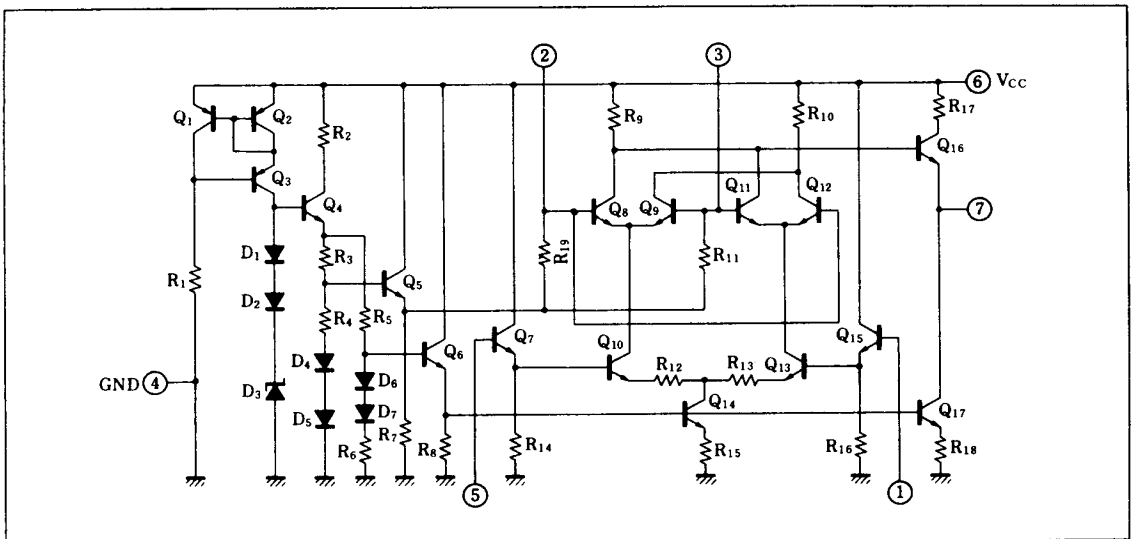 ② ③
⑥ VCC
Q1 Q2 R2 R9 R10 R17
Q3 Q16
Q4 Q8 Q9 Q11 Q12 ⑦
D1 R3 R19 R11
R1 D2 R4 R5 Q5
Q6 Q7 Q10 R12 R13 Q13 Q15
GND ④ D3 D4 D6 Q14 Q17
D5 D7 R6 R7 R8 R14 R15 R16 R18
⑤ ①